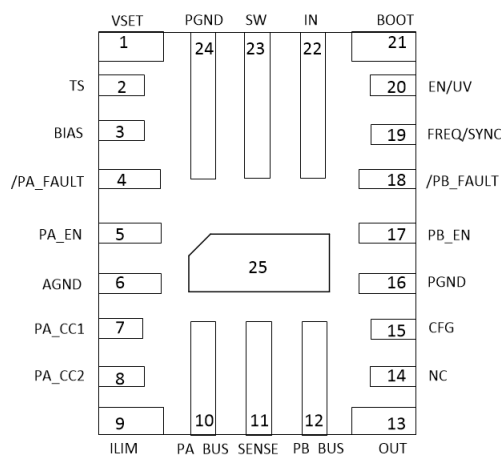 VSET PGND SW IN BOOT
1 24 23 22 21
TS 2 20 EN/UV
BIAS 3 19 FREQ/SYNC
/PA_FAULT 4 18 /PB_FAULT
PA_EN 5 17 PB_EN
25
AGND 6 16 PGND
PA_CC1 7 15 CFG
PA_CC2 8 14 NC
9 10 11 12 13
ILIM PA_BUS SENSE PB_BUS OUT